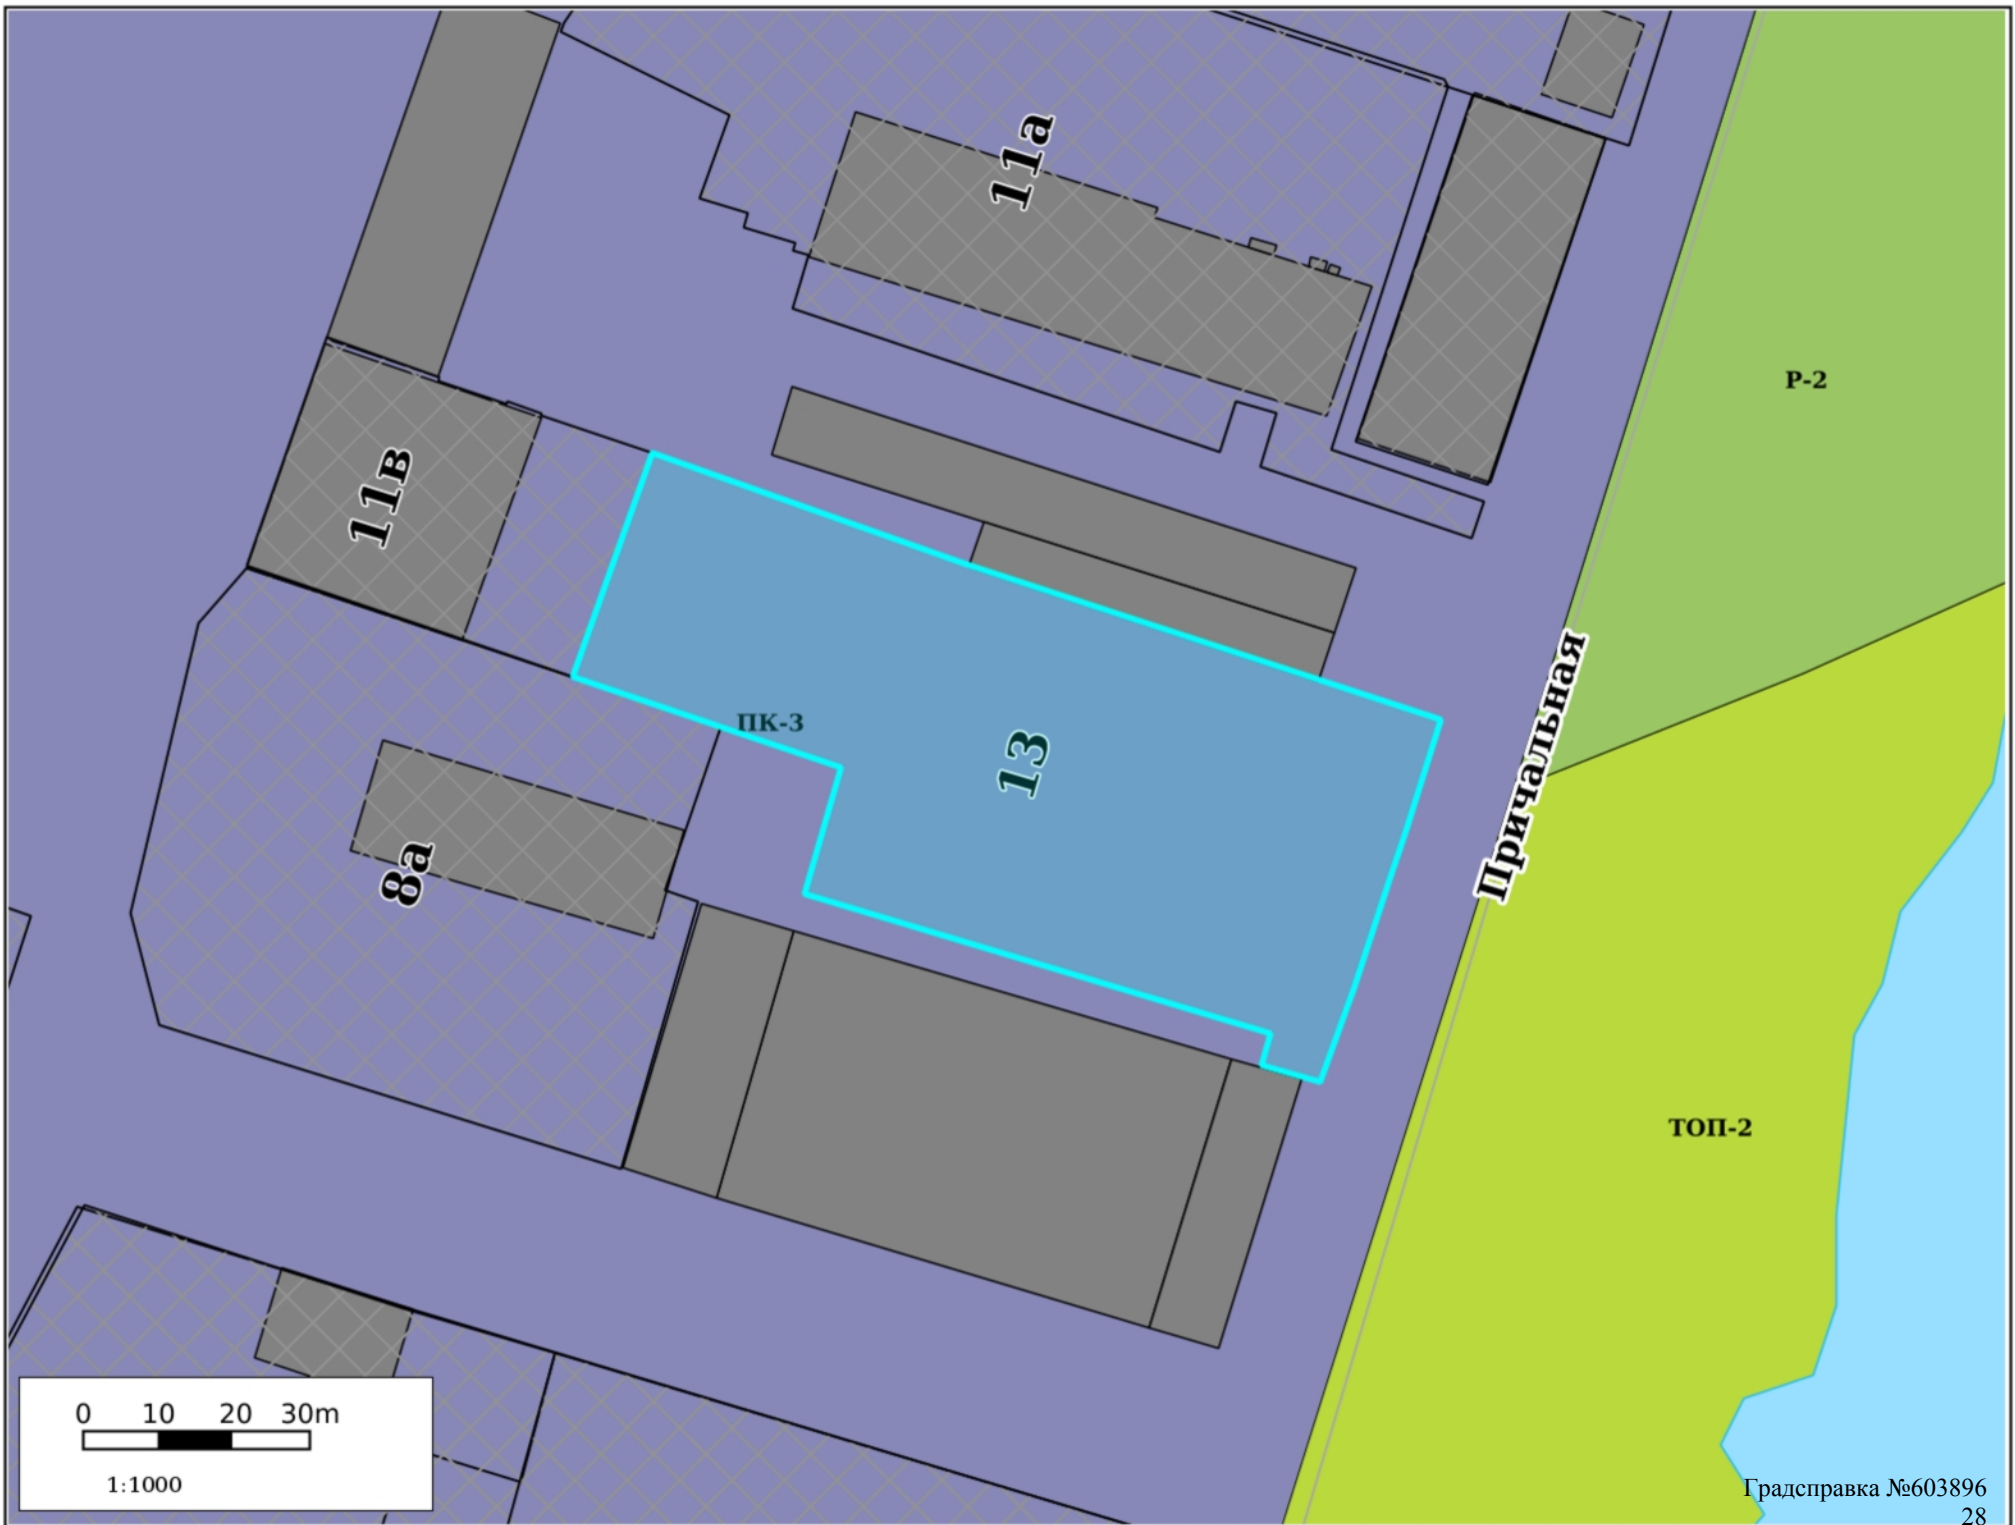 11а
Р-2
11в
Причальная
ПК-3
13
8а
ТОП-2
0 10 20 30m
1:1000
Градсправка №603896
28